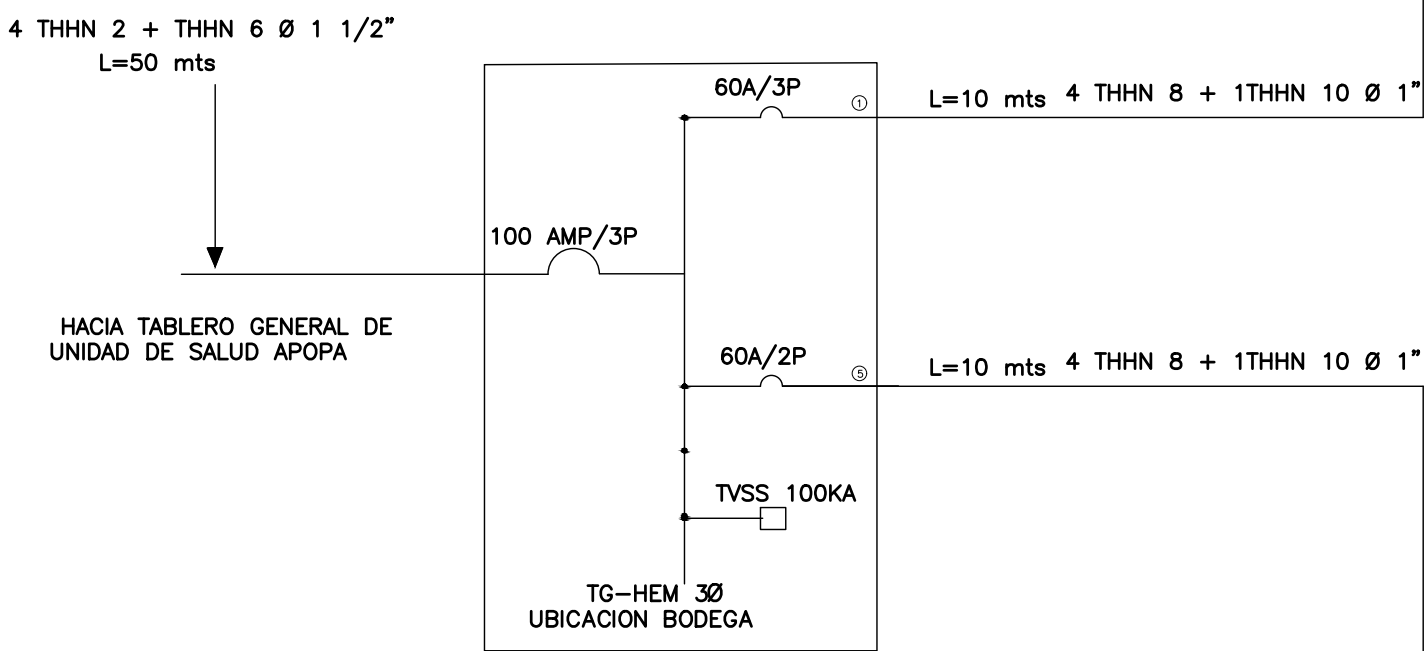 4 THHN 2 + THHN 6 Ø 1 1/2”
L=50 mts
60A/3P
①
L=10 mts 4 THHN 8 + 1THHN 10 Ø 1”
100 AMP/3P
HACIA TABLERO GENERAL DE
UNIDAD DE SALUD APOPA
60A/2P
⑤
L=10 mts 4 THHN 8 + 1THHN 10 Ø 1”
TVSS 100KA
TG-HEM 3Ø
UBICACION BODEGA